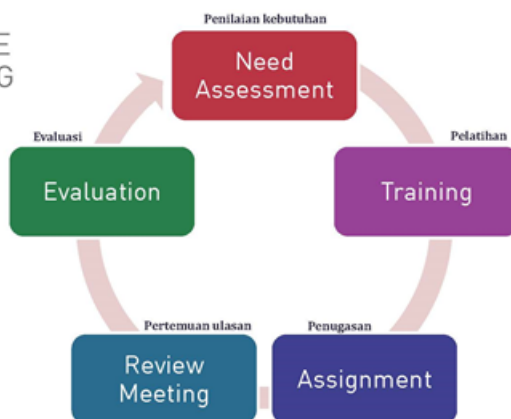 E
G
Penilaian kebutuhan
Need
Assessment
Pelatihan
Training
Penugasan
Assignment
Pertemuan ulasan
Review
Meeting
Evaluasi
Evaluation